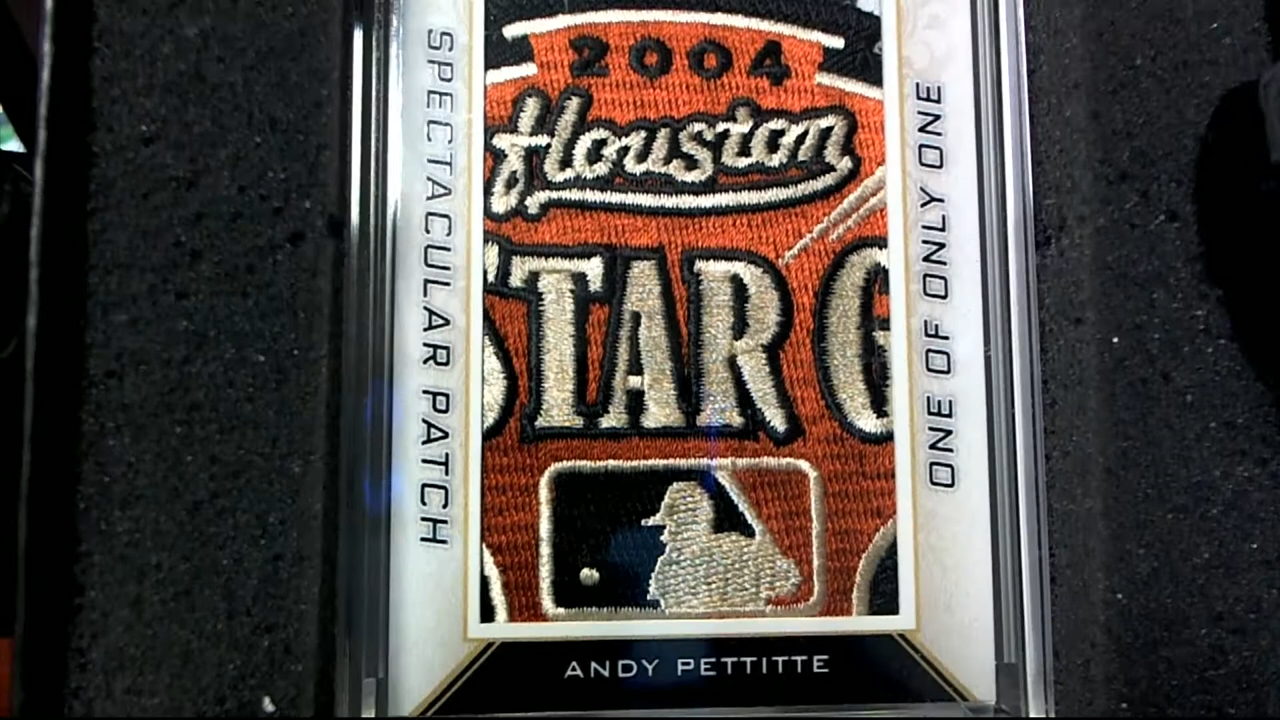 SPECTACULAR PATCH
2004
Houston
STAR G
ONE OF ONLY ONE
ANDY PETTITTE